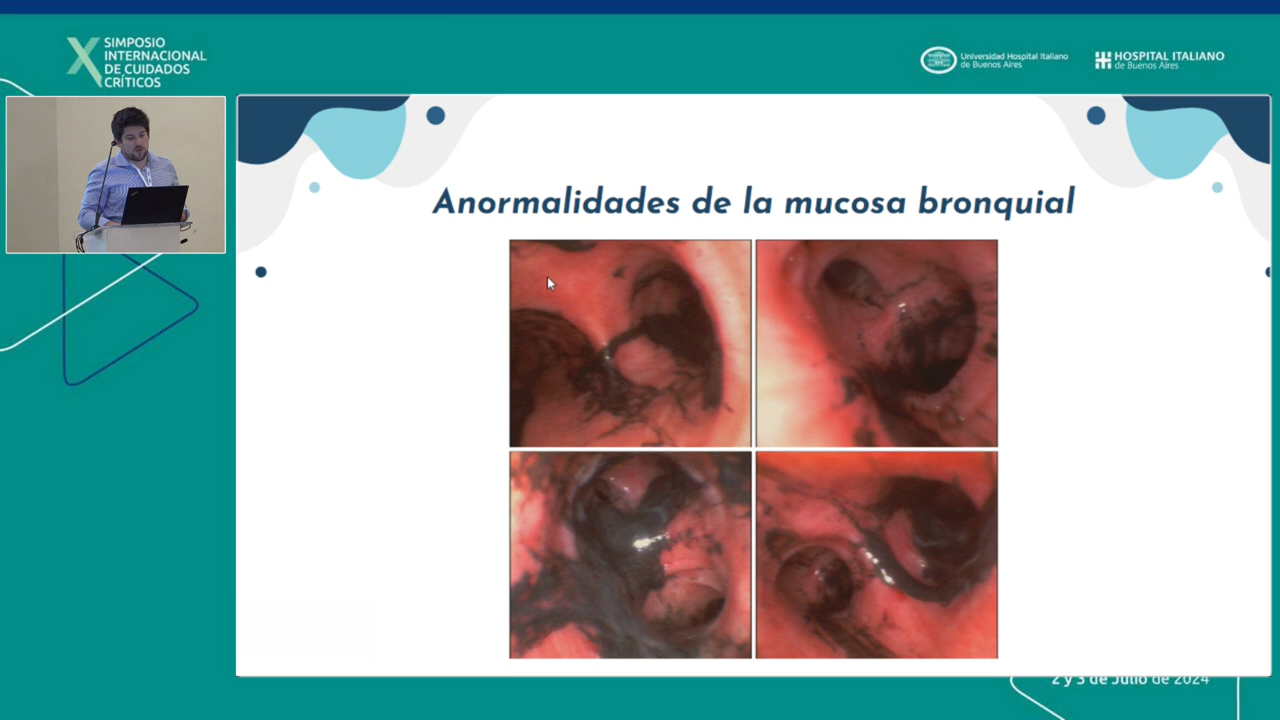 SIMPOSIO
INTERNACIONAL
DE CUIDADOS
CRÍTICOS
Universidad Hospital Italiano
de Buenos Aires
HOSPITAL ITALIANO
de Buenos Aires
Anormalidades de la mucosa bronquial
2 y 3 de Julio de 2024